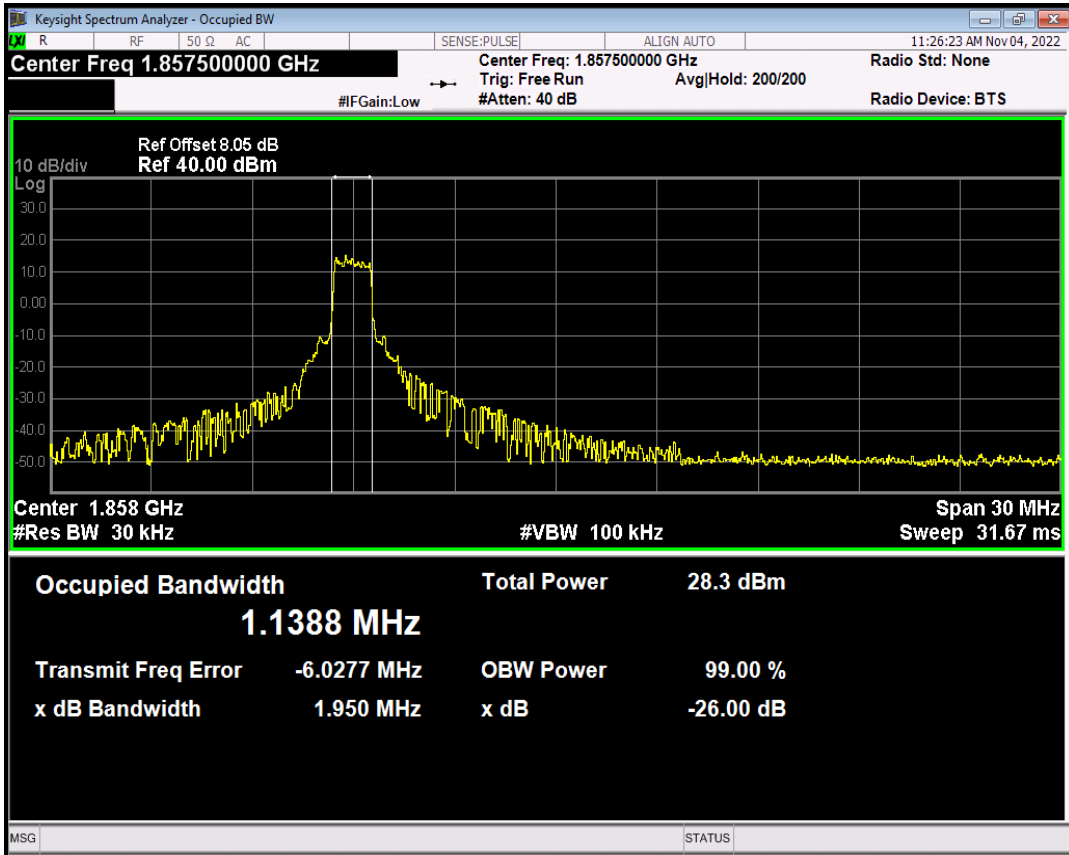 Keysight Spectrum Analyzer - Occupied BW
LXI R RF 50 Ω AC SENSE:PULSE ALIGN AUTO 11:26:23 AM Nov 04, 2022
Center Freq 1.857500000 GHz
Center Freq: 1.857500000 GHz
Radio Std: None
Trig: Free Run Avg|Hold: 200/200
#IFGain:Low
#Atten: 40 dB
Radio Device: BTS
Ref Offset 8.05 dB
10 dB/div Ref 40.00 dBm
Log
30.0
20.0
10.0
0.00
-10.0
-20.0
-30.0
-40.0
-50.0
Center 1.858 GHz Span 30 MHz
#Res BW 30 kHz #VBW 100 kHz Sweep 31.67 ms
Occupied Bandwidth Total Power 28.3 dBm
1.1388 MHz
Transmit Freq Error -6.0277 MHz OBW Power 99.00 %
x dB Bandwidth 1.950 MHz x dB -26.00 dB
MSG STATUS